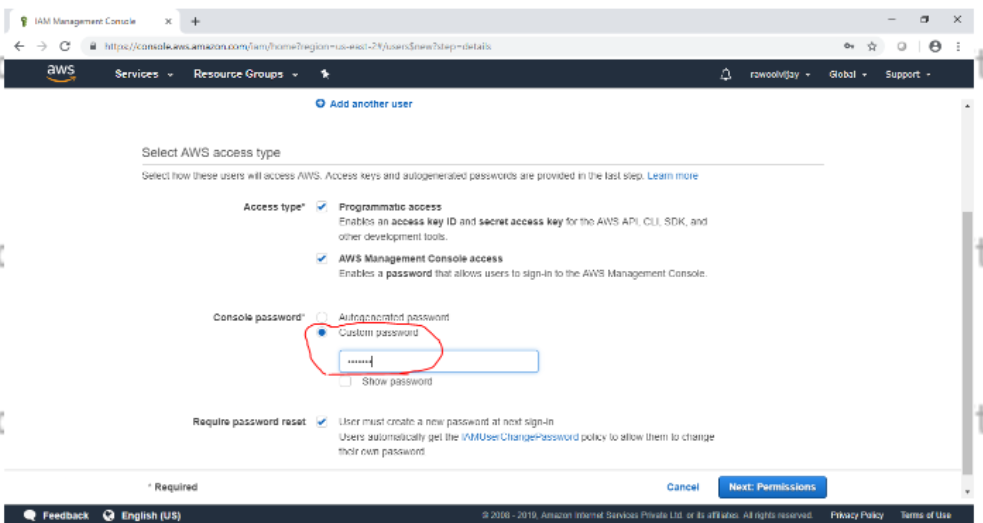 IAM Management Console
https://console.aws.amazon.com/iam/home?region=us-east-2#/users$new?step=details
aws Services Resource Groups rawoolvijay Global Support
Add another user
Select AWS access type
Select how these users will access AWS. Access keys and autogenerated passwords are provided in the last step. Learn more
Access type* Programmatic access
Enables an access key ID and secret access key for the AWS API, CLI, SDK, and
other development tools.
AWS Management Console access
Enables a password that allows users to sign-in to the AWS Management Console.
Console password* Autogenerated password
Custom password
•••••••
Show password
Require password reset User must create a new password at next sign-in
Users automatically get the IAMUserChangePassword policy to allow them to change
their own password
* Required Cancel Next: Permissions
Feedback English (US) © 2008 - 2019, Amazon Internet Services Private Ltd. or its affiliates. All rights reserved. Privacy Policy Terms of Use